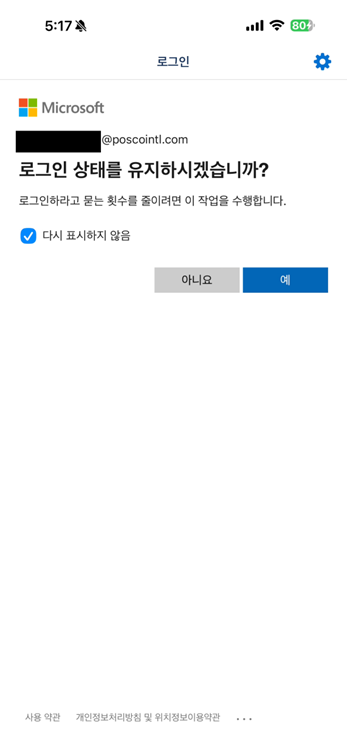 5:17
80
로그인
Microsoft
@poscointl.com
로그인 상태를 유지하시겠습니까?
로그인하라고 묻는 횟수를 줄이려면 이 작업을 수행합니다.
다시 표시하지 않음
아니요 예
사용 약관 개인정보처리방침 및 위치정보이용약관 ...